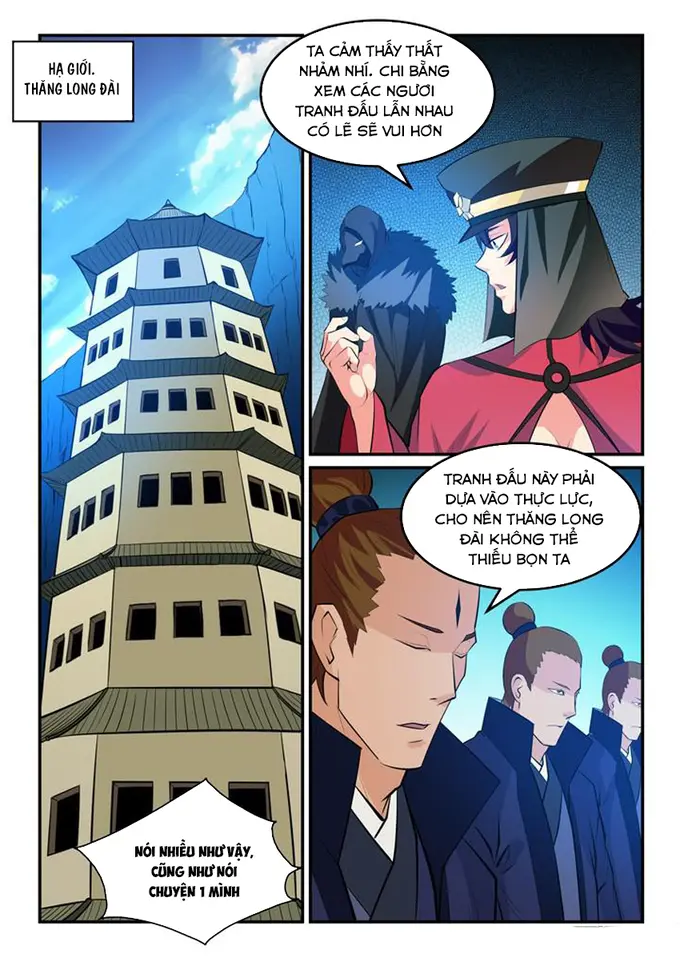 HẠ GIỚI.
THĂNG LONG ĐÀI
NÓI NHIỀU NHƯ VẬY,
CŨNG NHƯ NÓI
CHUYỆN 1 MÌNH
TA CẢM THẤY THẤT
NHẢM NHÍ. CHI BẰNG
XEM CÁC NGƯƠI
TRANH ĐẤU LẪN NHAU
CÓ LẼ SẼ VUI HƠN
TRANH ĐẤU NÀY PHẢI
DỰA VÀO THỰC LỰC,
CHO NÊN THĂNG LONG
ĐÀI KHÔNG THỂ
THIẾU BỌN TA